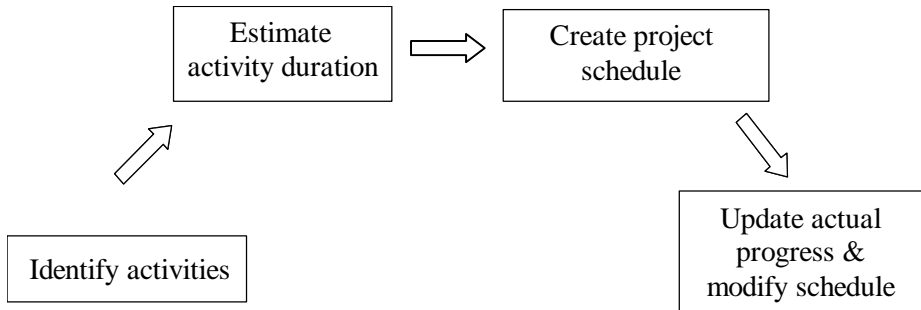 Estimate
activity duration
Create project
schedule
Identify activities
Update actual
progress &
modify schedule